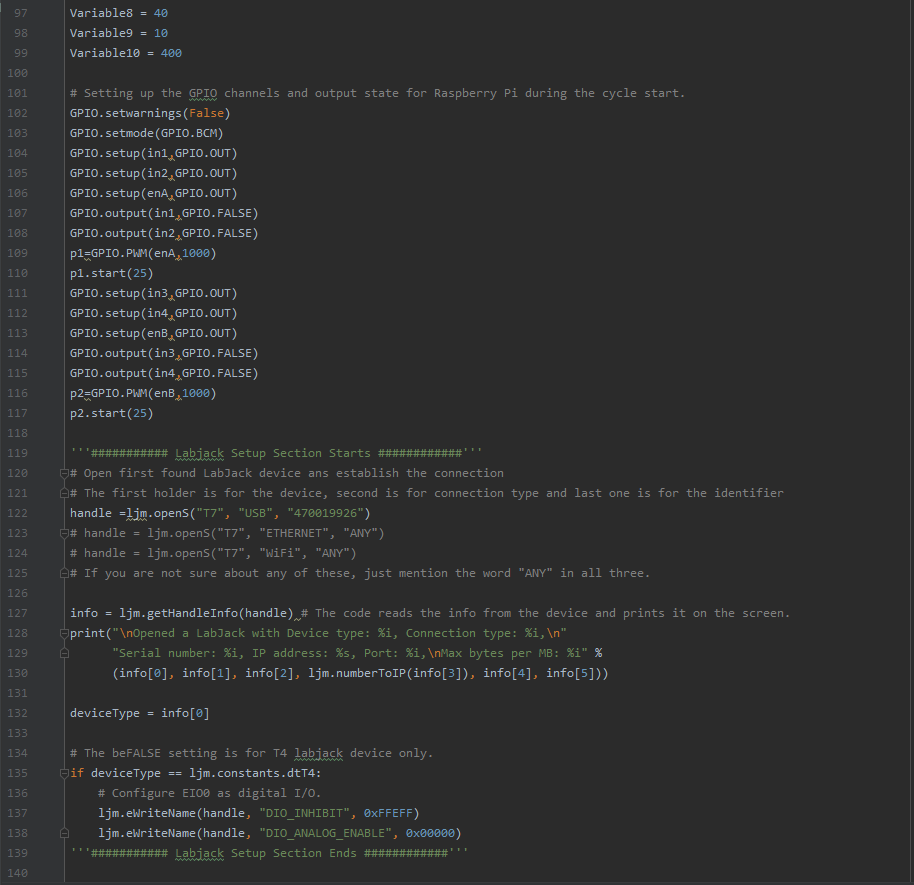 97 Variable8 = 40
98 Variable9 = 10
99 Variable10 = 400
100
101 # Setting up the GPIO channels and output state for Raspberry Pi during the cycle start.
102 GPIO.setwarnings(False)
103 GPIO.setmode(GPIO.BCM)
104 GPIO.setup(in1,GPIO.OUT)
105 GPIO.setup(in2,GPIO.OUT)
106 GPIO.setup(enA,GPIO.OUT)
107 GPIO.output(in1,GPIO.FALSE)
108 GPIO.output(in2,GPIO.FALSE)
109 p1=GPIO.PWM(enA,1000)
110 p1.start(25)
111 GPIO.setup(in3,GPIO.OUT)
112 GPIO.setup(in4,GPIO.OUT)
113 GPIO.setup(enB,GPIO.OUT)
114 GPIO.output(in3,GPIO.FALSE)
115 GPIO.output(in4,GPIO.FALSE)
116 p2=GPIO.PWM(enB,1000)
117 p2.start(25)
118
119 '''########### Labjack Setup Section Starts ############'''
120 # Open first found LabJack device ans establish the connection
121 # The first holder is for the device, second is for connection type and last one is for the identifier
122 handle =ljm.openS("T7", "USB", "470019926")
123 # handle = ljm.openS("T7", "ETHERNET", "ANY")
124 # handle = ljm.openS("T7", "WiFi", "ANY")
125 # If you are not sure about any of these, just mention the word "ANY" in all three.
126
127 info = ljm.getHandleInfo(handle) # The code reads the info from the device and prints it on the screen.
128 print("\nOpened a LabJack with Device type: %i, Connection type: %i,\n"
129       "Serial number: %i, IP address: %s, Port: %i,\nMax bytes per MB: %i" %
130       (info[0], info[1], info[2], ljm.numberToIP(info[3]), info[4], info[5]))
131
132 deviceType = info[0]
133
134 # The beFALSE setting is for T4 labjack device only.
135 if deviceType == ljm.constants.dtT4:
136     # Configure EIO0 as digital I/O.
137     ljm.eWriteName(handle, "DIO_INHIBIT", 0xFFEFF)
138     ljm.eWriteName(handle, "DIO_ANALOG_ENABLE", 0x00000)
139 '''########### Labjack Setup Section Ends ############'''
140